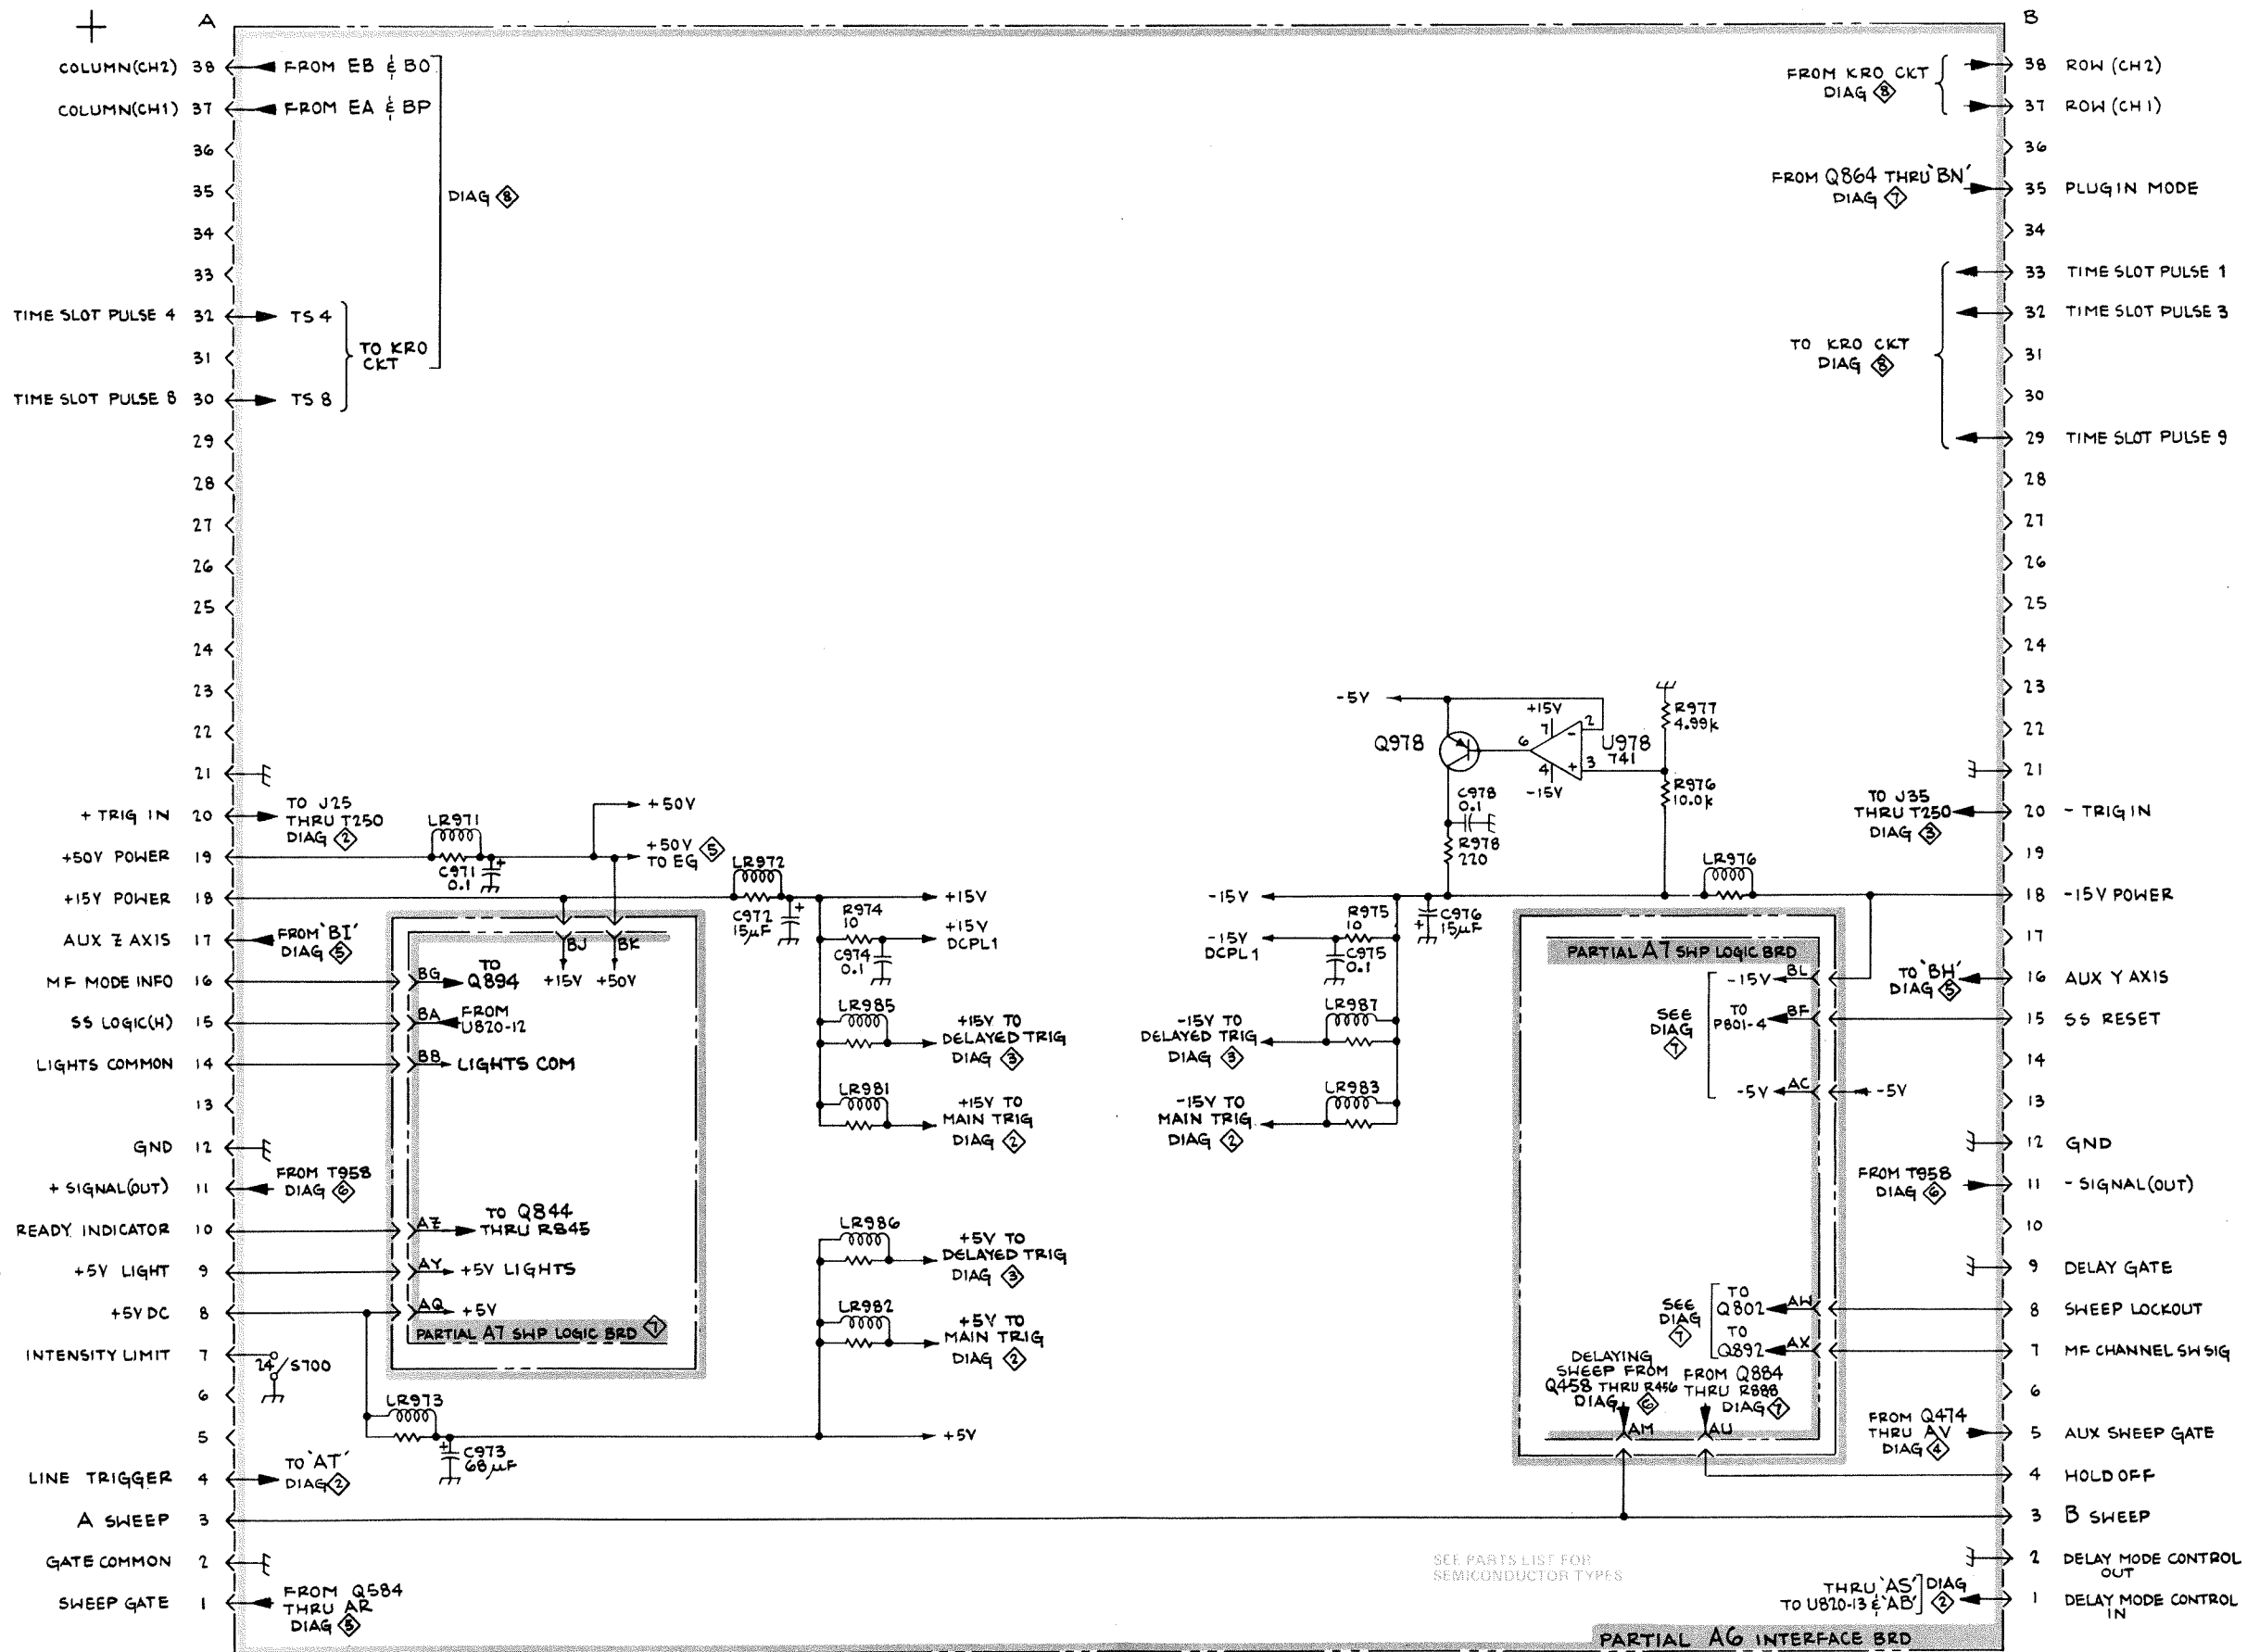 A
B
COLUMN(CH2) 38 FROM EB & BO
COLUMN(CH1) 37 FROM EA & BP
36
35
DIAG 8
34
33
TIME SLOT PULSE 4 32 TS 4
31
TO KRO
CKT
TIME SLOT PULSE 8 30 TS 8
29
28
27
26
25
24
23
22
21
+ TRIG IN 20
TO J25
THRU T250
DIAG 2
+50V POWER 19
+15V POWER 18
AUX Z AXIS 17
FROM 'BI'
DIAG 5
MF MODE INFO 16
SS LOGIC(H) 15
LIGHTS COMMON 14
13
GND 12
+ SIGNAL(OUT) 11
FROM T958
DIAG 6
READY INDICATOR 10
+5V LIGHT 9
+5V DC 8
INTENSITY LIMIT 7
24 S700
6
5
LINE TRIGGER 4
TO 'AT'
DIAG 2
A SWEEP 3
GATE COMMON 2
SWEEP GATE 1
FROM Q584
THRU AR
DIAG 5
LR971
C971
0.1
+50V
+50V
TO EG 5
LR972
C972
15µF
+15V
R974
10
+15V
DCPL1
C974
0.1
BJ
BK
+15V +50V
BG
TO
Q894
BA
FROM
U820-12
BB
LIGHTS COM
AZ
TO Q844
THRU R845
AY
+5V LIGHTS
AQ
+5V
PARTIAL A7 SWP LOGIC BRD 7
LR985
+15V TO
DELAYED TRIG
DIAG 3
LR981
+15V TO
MAIN TRIG
DIAG 2
LR986
+5V TO
DELAYED TRIG
DIAG 3
LR982
+5V TO
MAIN TRIG
DIAG 2
LR973
C973
68µF
+5V
-5V
+15V
7
2
-
Q978
6
U978
741
4
+
3
-15V
R977
4.99k
R976
10.0k
C978
0.1
R978
220
LR976
-15V
C976
15µF
R975
10
-15V
DCPL1
C975
0.1
-15V TO
DELAYED TRIG
DIAG 3
LR987
-15V TO
MAIN TRIG
DIAG 2
LR983
PARTIAL A7 SWP LOGIC BRD
-15V BL
SEE
DIAG
7
TO
P801-4
BF
-5V AC
-5V
SEE
DIAG
7
TO
Q802
AW
TO
Q892
AX
DELAYING
SWEEP FROM
Q458 THRU R456
DIAG 6
FROM Q884
THRU R888
DIAG 7
AM
AU
FROM KRO CKT
DIAG 8
38 ROW (CH2)
37 ROW (CH1)
36
FROM Q864 THRU 'BN'
DIAG 7
35 PLUGIN MODE
34
33 TIME SLOT PULSE 1
32 TIME SLOT PULSE 3
TO KRO CKT
DIAG 8
31
30
29 TIME SLOT PULSE 9
28
27
26
25
24
23
22
21
TO J35
THRU T250
DIAG 3
20 - TRIG IN
19
18 -15V POWER
17
TO 'BH'
DIAG 5
16 AUX Y AXIS
15 SS RESET
14
13
12 GND
FROM T958
DIAG 6
11 - SIGNAL(OUT)
10
9 DELAY GATE
8 SWEEP LOCKOUT
7 MF CHANNEL SW SIG
6
FROM Q474
THRU AV
DIAG 4
5 AUX SWEEP GATE
4 HOLD OFF
3 B SWEEP
2 DELAY MODE CONTROL
OUT
THRU 'AS'
TO U820-13 & 'AB'
DIAG
2
1 DELAY MODE CONTROL
IN
SEE PARTS LIST FOR
SEMICONDUCTOR TYPES
PARTIAL A6 INTERFACE BRD